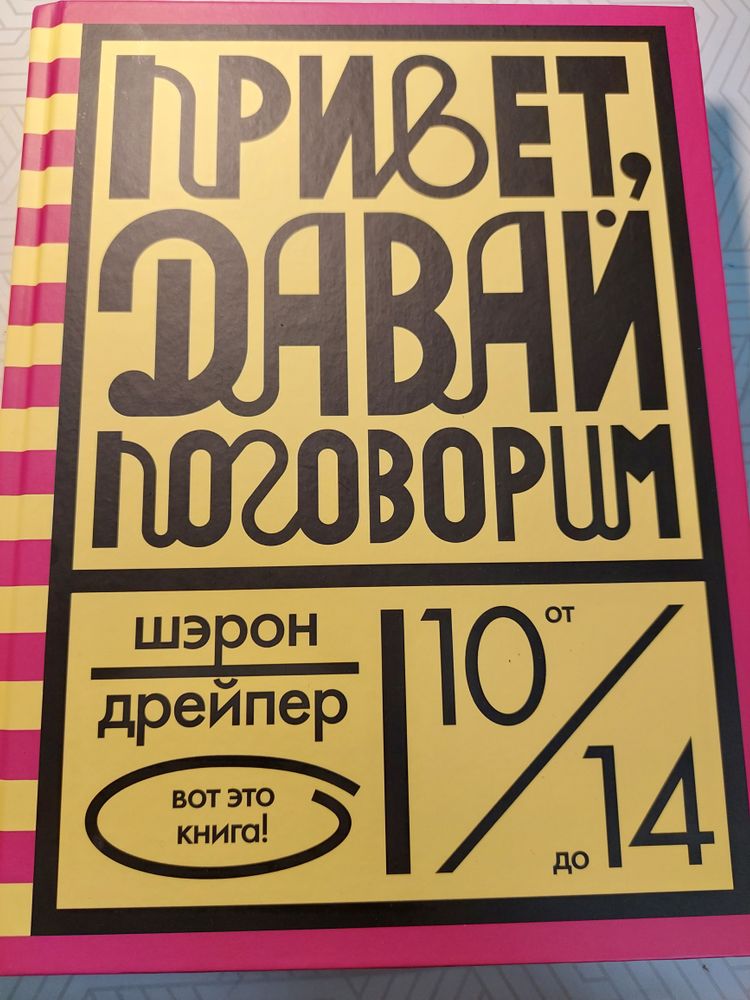 ПРИВЕТ,
ДАВАЙ
ПОГОВОРИМ
шэрон
дрейпер
вот это
книга!
от
10
до
14